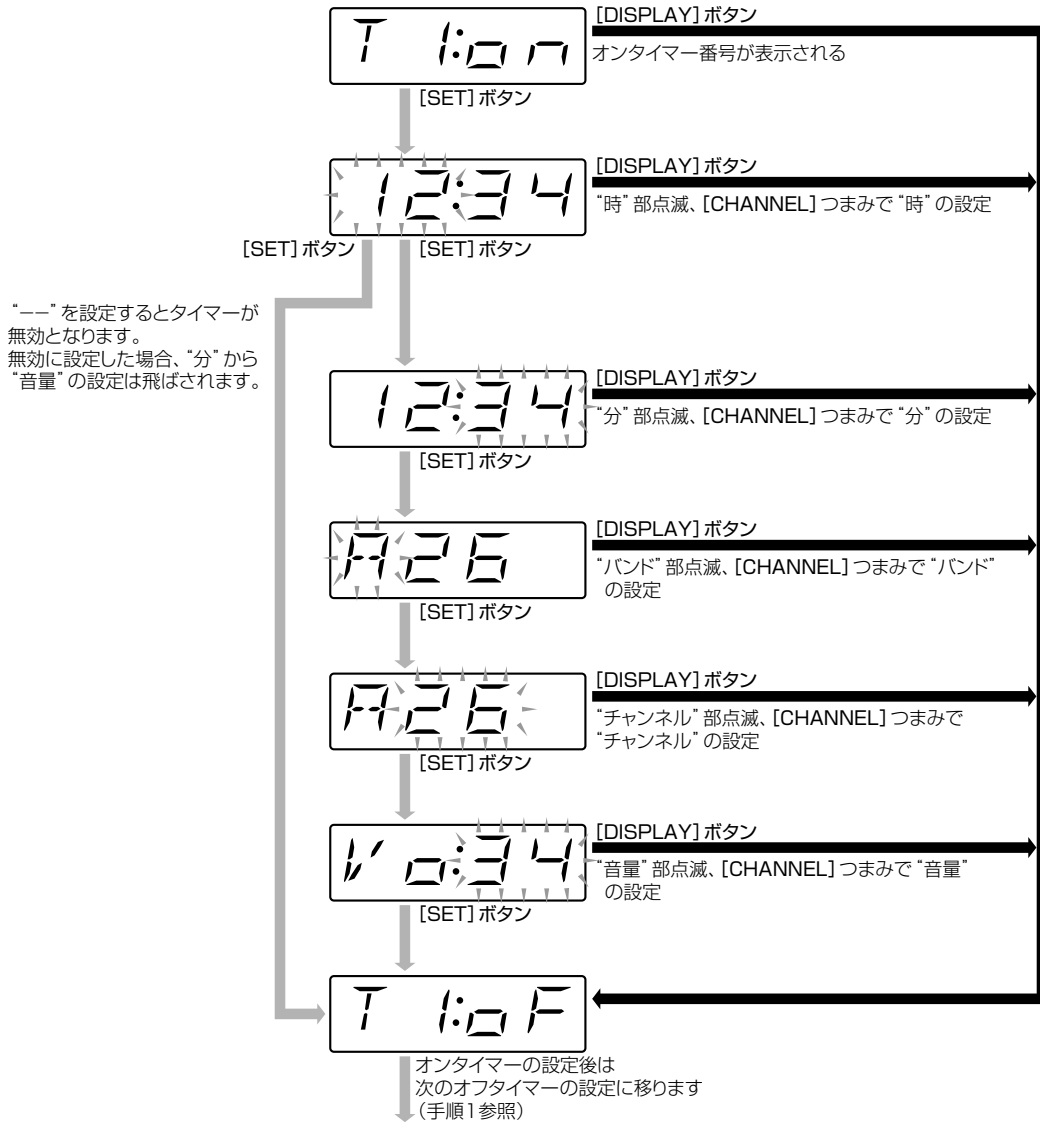 [DISPLAY] ボタン
T 1:on
オンタイマー番号が表示される
[SET] ボタン
[DISPLAY] ボタン
12:34
“時” 部点滅、[CHANNEL] つまみで “時” の設定
[SET] ボタン
[SET] ボタン
“−−” を設定するとタイマーが
無効となります。
無効に設定した場合、“分” から
“音量” の設定は飛ばされます。
[DISPLAY] ボタン
12:34
“分” 部点滅、[CHANNEL] つまみで “分” の設定
[SET] ボタン
[DISPLAY] ボタン
A26
“バンド” 部点滅、[CHANNEL] つまみで “バンド”
の設定
[SET] ボタン
[DISPLAY] ボタン
A26
“チャンネル” 部点滅、[CHANNEL] つまみで
“チャンネル” の設定
[SET] ボタン
[DISPLAY] ボタン
Vo:34
“音量” 部点滅、[CHANNEL] つまみで “音量”
の設定
[SET] ボタン
T 1:oF
オンタイマーの設定後は
次のオフタイマーの設定に移ります
(手順1参照)